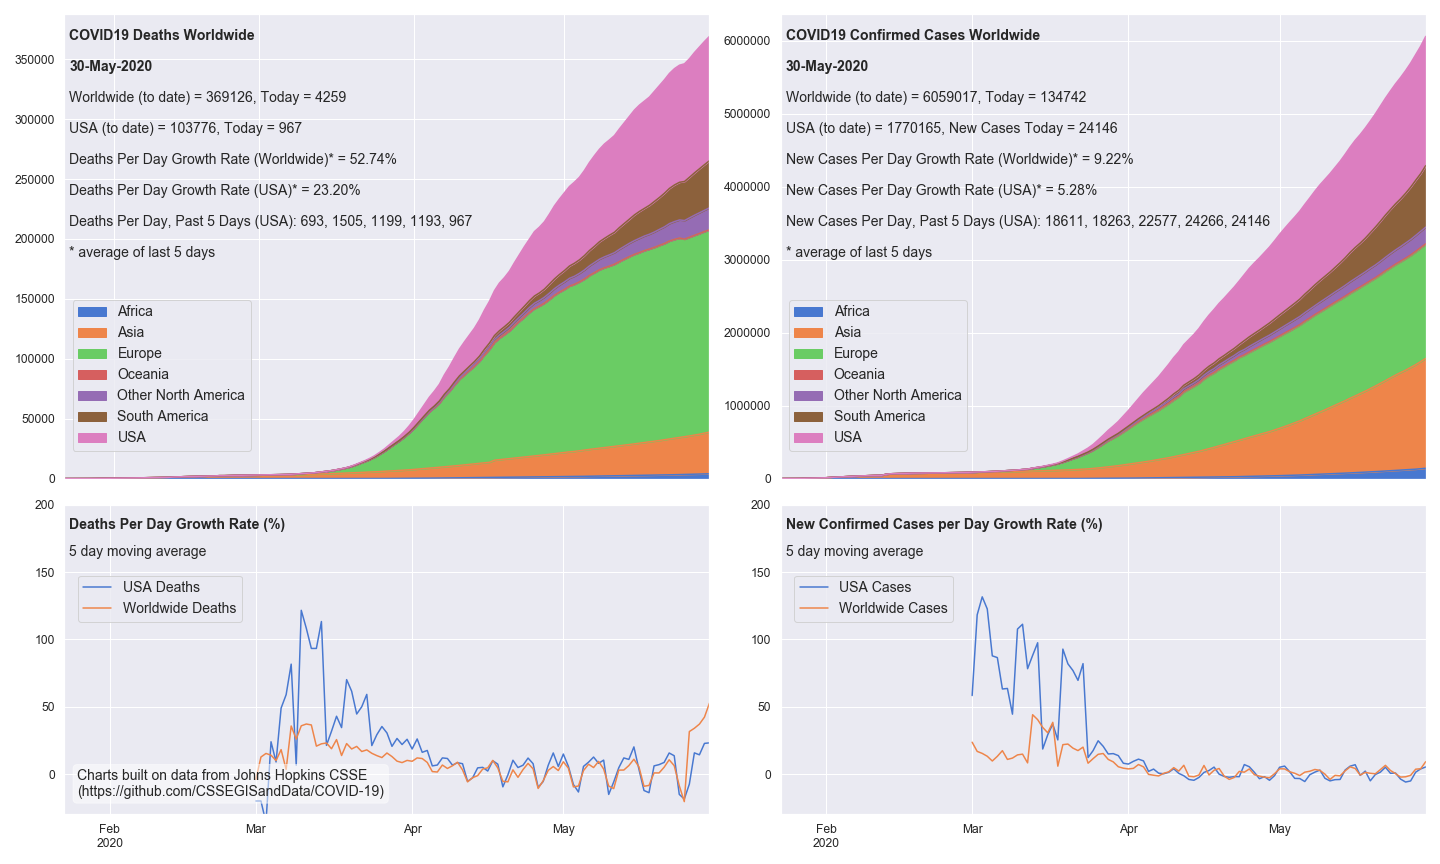 COVID19 Deaths Worldwide
30-May-2020
Worldwide (to date) = 369126, Today = 4259
USA (to date) = 103776, Today = 967
Deaths Per Day Growth Rate (Worldwide)* = 52.74%
Deaths Per Day Growth Rate (USA)* = 23.20%
Deaths Per Day, Past 5 Days (USA): 693, 1505, 1199, 1193, 967
* average of last 5 days
350000
300000
250000
200000
150000
100000
50000
0
Africa
Asia
Europe
Oceania
Other North America
South America
USA
COVID19 Confirmed Cases Worldwide
30-May-2020
Worldwide (to date) = 6059017, Today = 134742
USA (to date) = 1770165, New Cases Today = 24146
New Cases Per Day Growth Rate (Worldwide)* = 9.22%
New Cases Per Day Growth Rate (USA)* = 5.28%
New Cases Per Day, Past 5 Days (USA): 18611, 18263, 22577, 24266, 24146
* average of last 5 days
6000000
5000000
4000000
3000000
2000000
1000000
0
Africa
Asia
Europe
Oceania
Other North America
South America
USA
Deaths Per Day Growth Rate (%)
5 day moving average
USA Deaths
Worldwide Deaths
200
150
100
50
0
Charts built on data from Johns Hopkins CSSE
(https://github.com/CSSEGISandData/COVID-19)
Feb Mar Apr May
2020
New Confirmed Cases per Day Growth Rate (%)
5 day moving average
USA Cases
Worldwide Cases
200
150
100
50
0
Feb Mar Apr May
2020